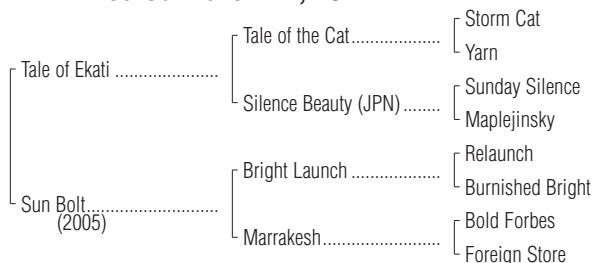 Storm Cat
Tale of the Cat....................
Yarn
Tale of Ekati .......................
Sunday Silence
Silence Beauty (JPN) ........
Maplejinsky
Relaunch
Bright Launch ....................
Burnished Bright
Sun Bolt.............................
(2005)
Bold Forbes
Marrakesh..........................
Foreign Store